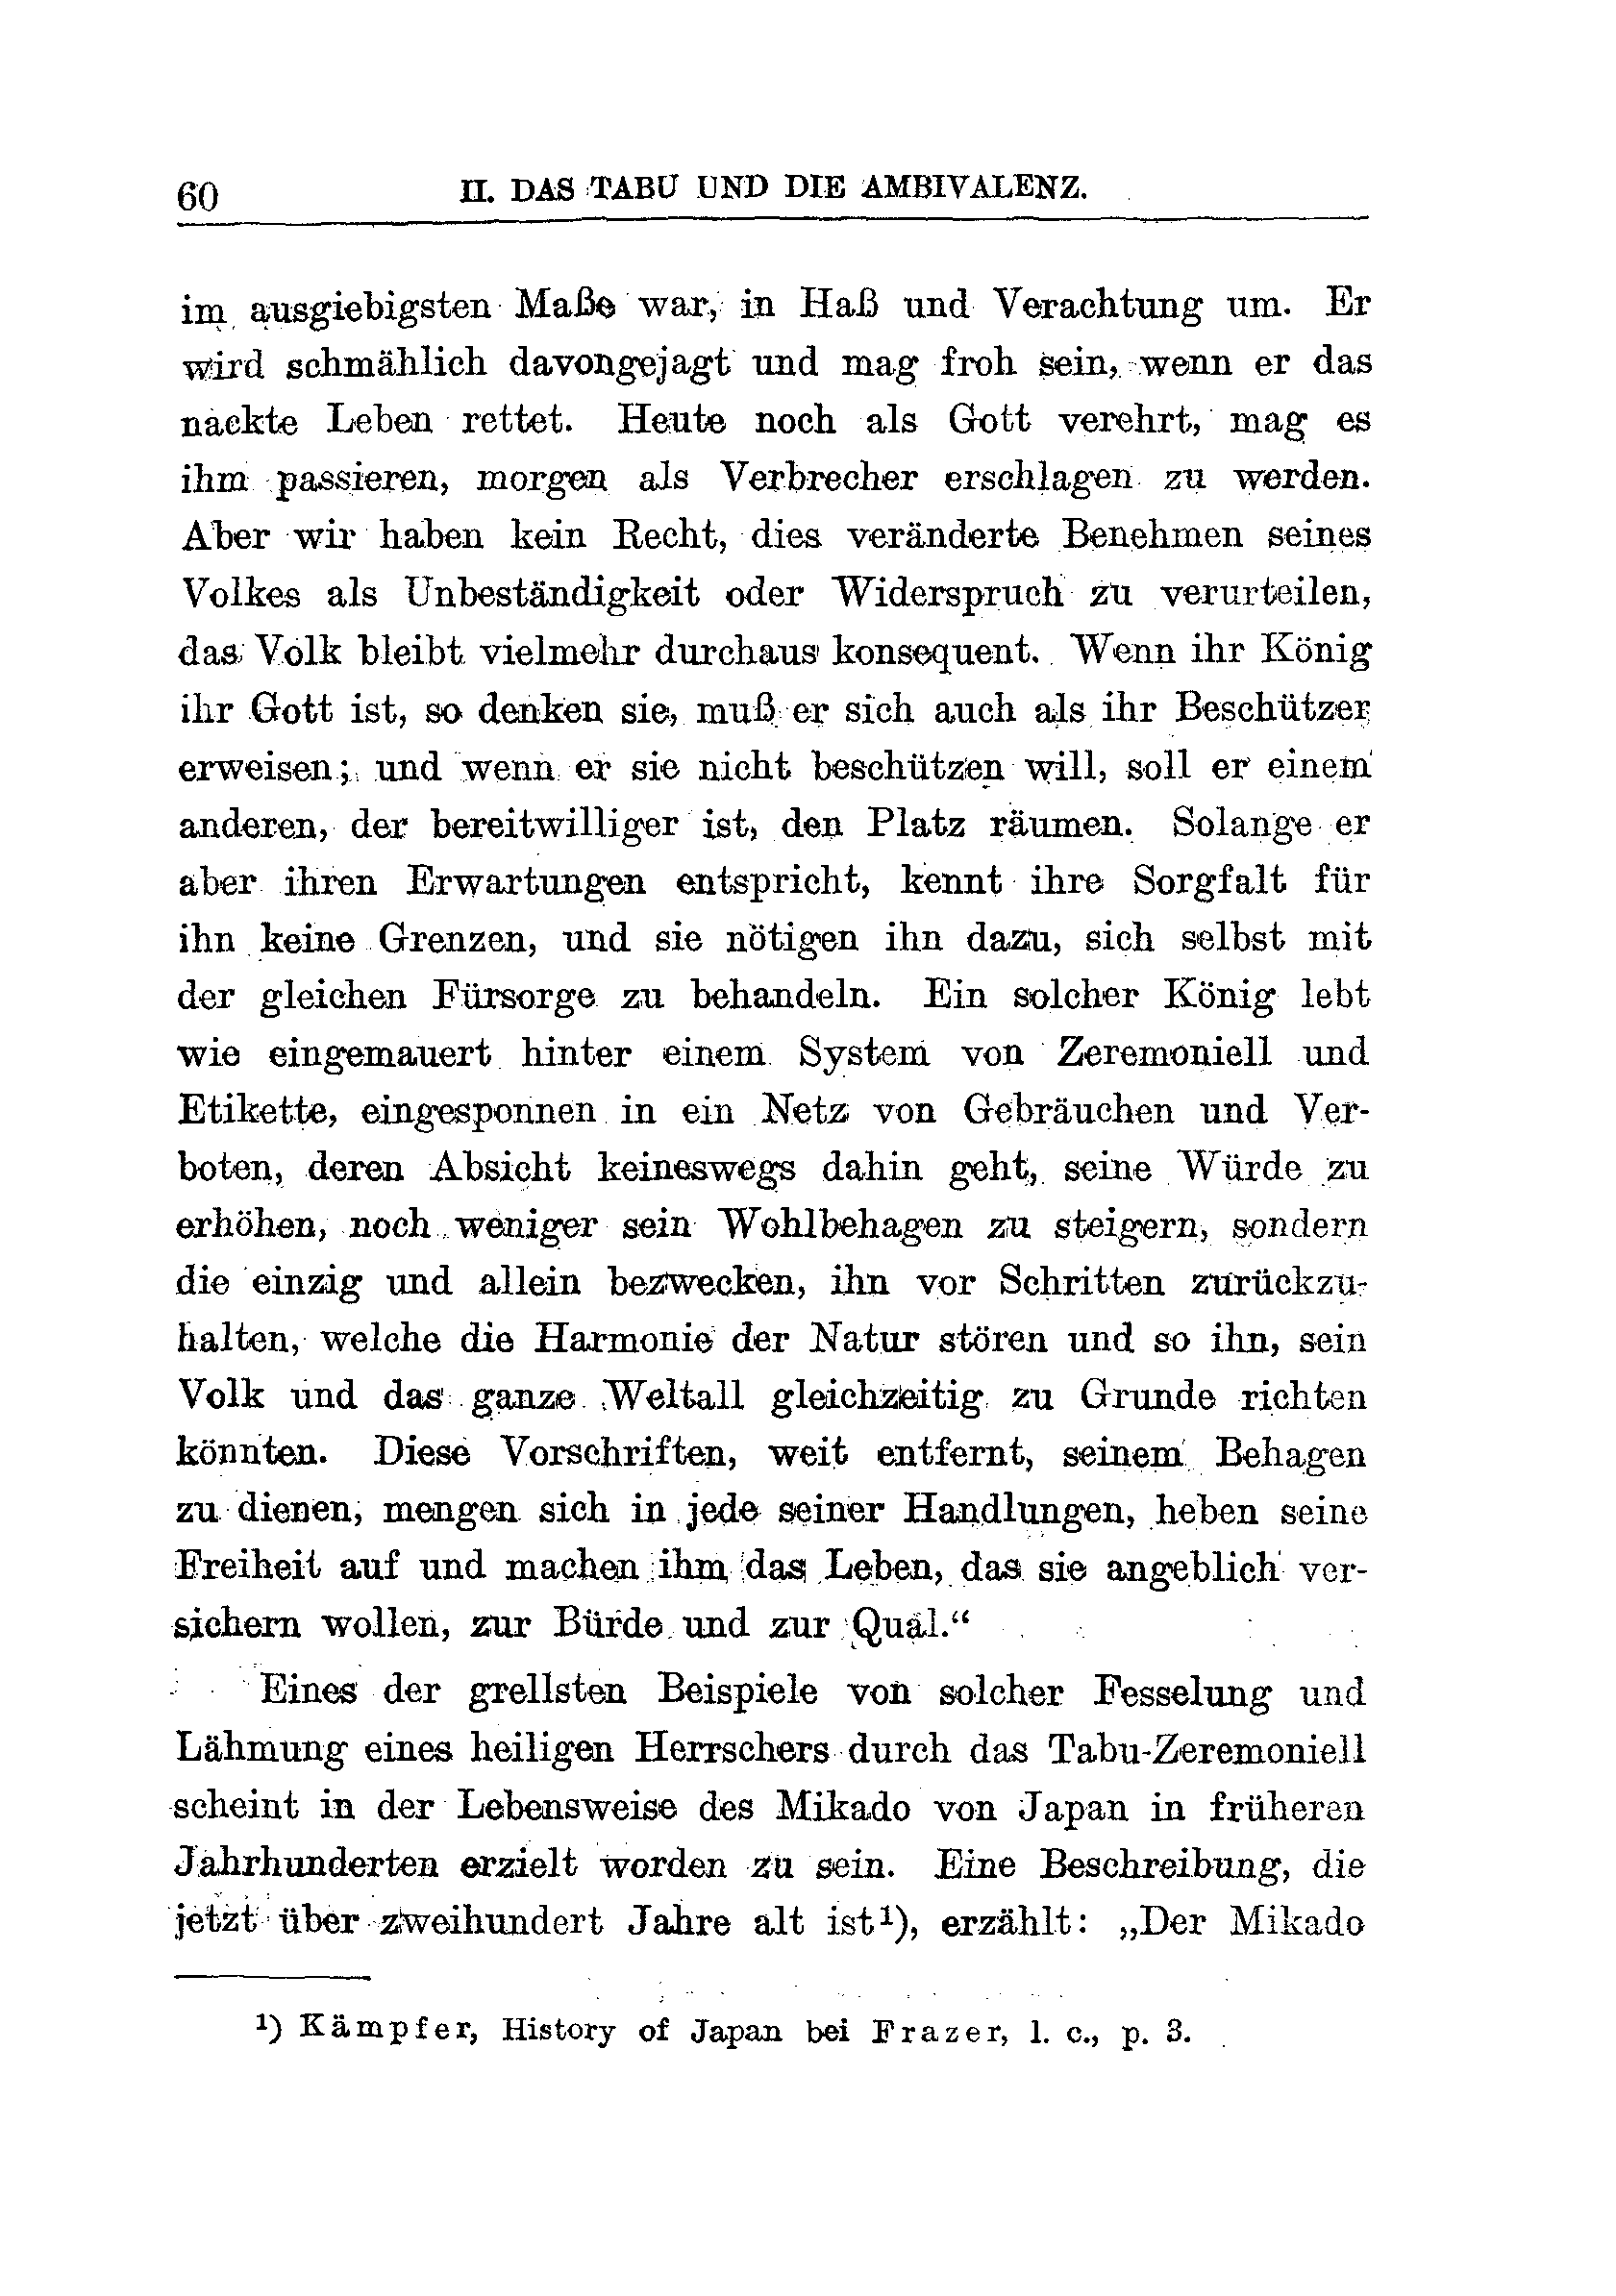 60
II. DAS TABU UND DIE AMBIVALENZ.
im ausgiebigsten Maße war, in Haß und Verachtung um. Er
wird schmählich davongejagt und mag froh sein, wenn er das
nackte Leben rettet. Heute noch als Gott verehrt, mag es
ihm passieren, morgen als Verbrecher erschlagen zu werden.
Aber wir haben kein Recht, dies veränderte Benehmen seines
Volkes als Unbeständigkeit oder Widerspruch zu verurteilen,
das Volk bleibt vielmehr durchaus konsequent. Wenn ihr König
ihr Gott ist, so denken sie, muß er sich auch als ihr Beschützer
erweisen; und wenn er sie nicht beschützen will, soll er einem
anderen, der bereitwilliger ist, den Platz räumen. Solange er
aber ihren Erwartungen entspricht, kennt ihre Sorgfalt für
ihn keine Grenzen, und sie nötigen ihn dazu, sich selbst mit
der gleichen Fürsorge zu behandeln. Ein solcher König lebt
wie eingemauert hinter einem System von Zeremoniell und
Etikette, eingesponnen in ein Netz von Gebräuchen und Ver-
boten, deren Absicht keineswegs dahin geht, seine Würde zu
erhöhen, noch weniger sein Wohlbehagen zu steigern, sondern
die einzig und allein bezwecken, ihn vor Schritten zurückzu-
halten, welche die Harmonie der Natur stören und so ihn, sein
Volk und das ganze Weltall gleichzeitig zu Grunde richten
könnten. Diese Vorschriften, weit entfernt, seinem Behagen
zu dienen, mengen sich in jede seiner Handlungen, heben seine
Freiheit auf und machen ihm das Leben, das sie angeblich ver-
sichern wollen, zur Bürde und zur Qual.“
Eines der grellsten Beispiele von solcher Fesselung und
Lähmung eines heiligen Herrschers durch das Tabu-Zeremoniell
scheint in der Lebensweise des Mikado von Japan in früheren
Jahrhunderten erzielt worden zu sein. Eine Beschreibung, die
jetzt über zweihundert Jahre alt ist¹), erzählt: „Der Mikado
¹) Kämpfer, History of Japan bei Frazer, l. c., p. 3.